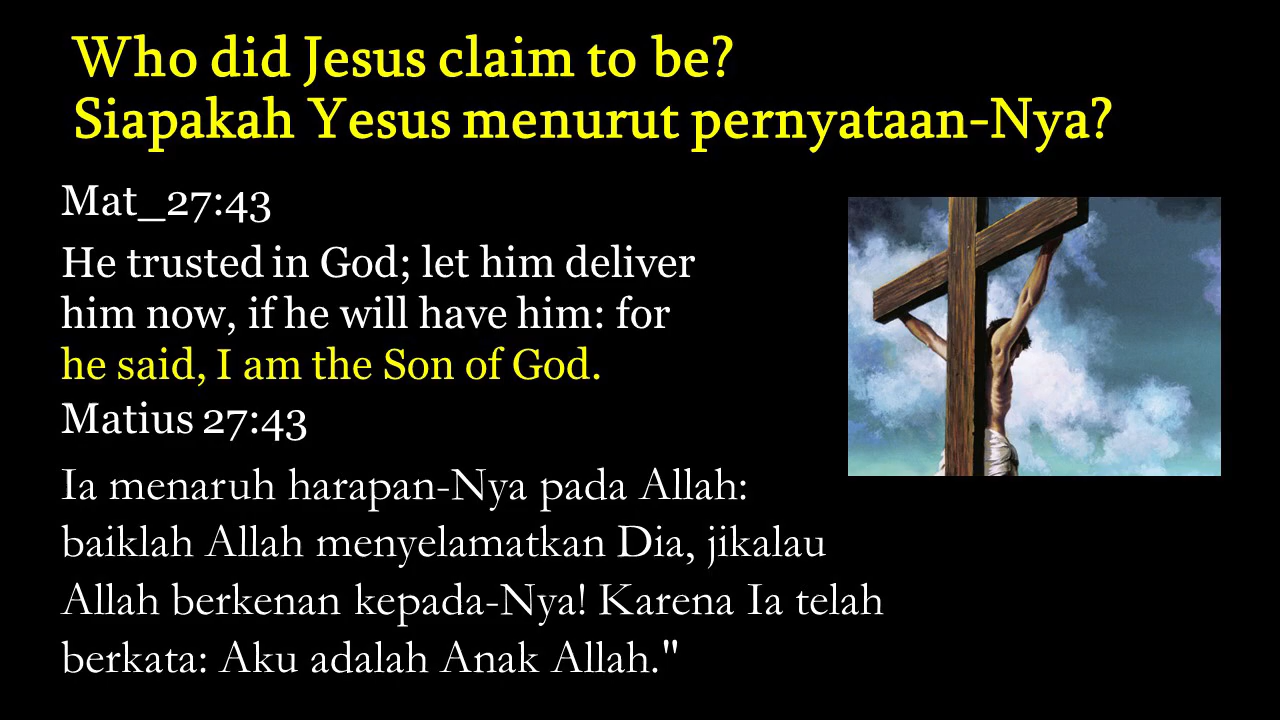 Who did Jesus claim to be?
Siapakah Yesus menurut pernyataan-Nya?
Mat_27:43
He trusted in God; let him deliver
him now, if he will have him: for
he said, I am the Son of God.
Matius 27:43
Ia menaruh harapan-Nya pada Allah:
baiklah Allah menyelamatkan Dia, jikalau
Allah berkenan kepada-Nya! Karena Ia telah
berkata: Aku adalah Anak Allah."